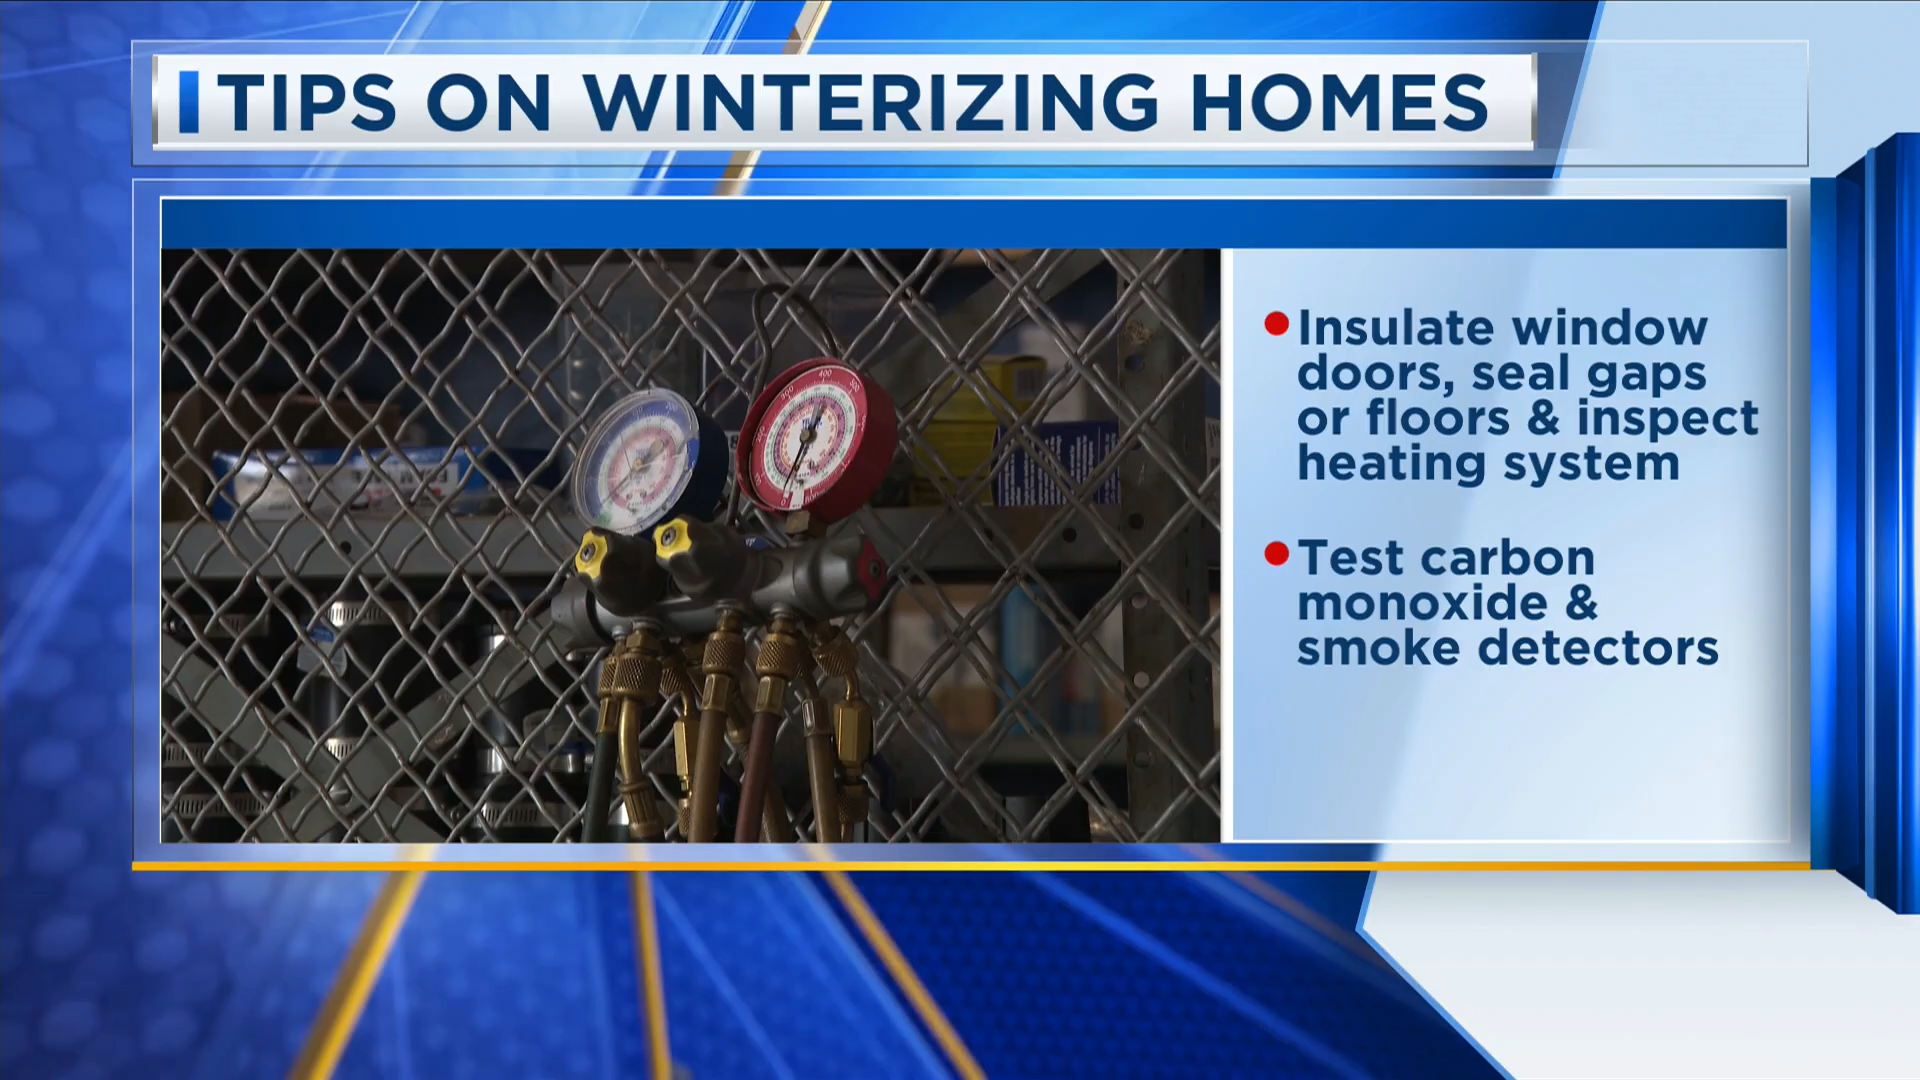 TIPS ON WINTERIZING HOMES
Insulate window
doors, seal gaps
or floors & inspect
heating system
Test carbon
monoxide &
smoke detectors